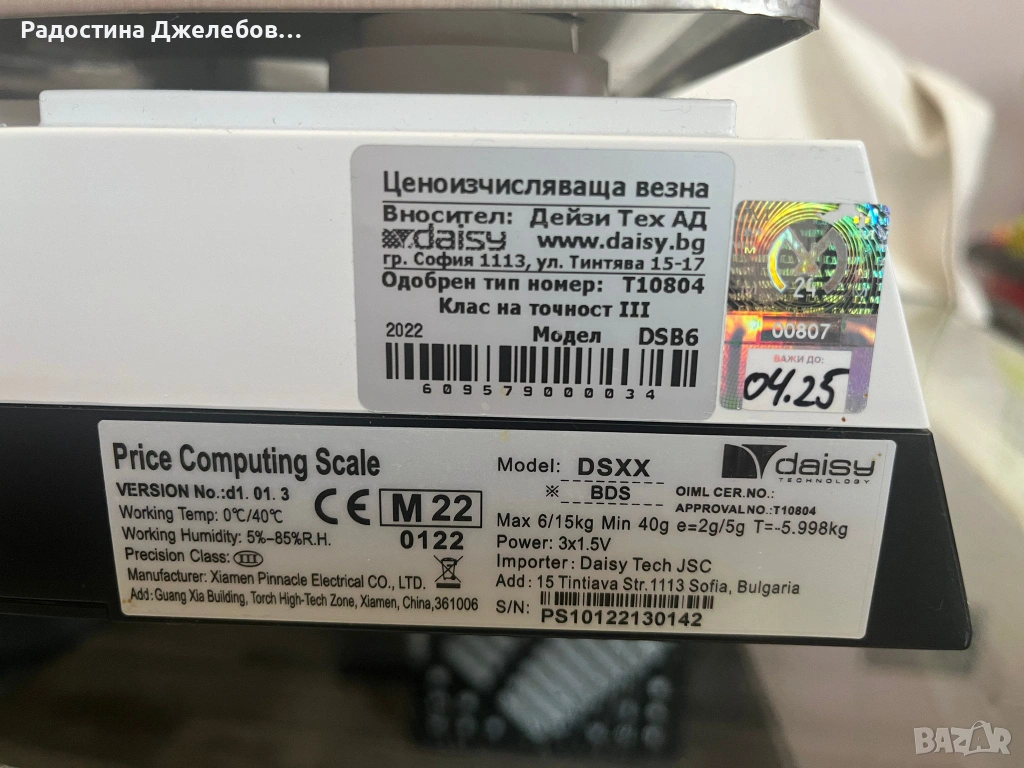 Радостина Джелебов...
Ценоизчисляваща везна
Вносител: Дейзи Тех АД
daisy www.daisy.bg
гр. София 1113, ул. Тинтява 15-17
Одобрен тип номер: T10804
Клас на точност III
2022 Модел DSB6
6095790000034
M
24
00807
ВАЖИ ДО:
04.25
Price Computing Scale
VERSION No.:d1. 01. 3
Working Temp: 0℃/40℃
Working Humidity: 5%-85%R.H.
Precision Class: III
Manufacturer: Xiamen Pinnacle Electrical CO., LTD.
Add: Guang Xia Building, Torch High-Tech Zone, Xiamen, China,361006
CE M 22
0122
Model: DSXX
※ BDS
daisy
TECHNOLOGY
OIML CER.NO.:
APPROVALNO.:T10804
Max 6/15kg Min 40g e=2g/5g T=-5.998kg
Power: 3x1.5V
Importer: Daisy Tech JSC
Add: 15 Tintiava Str.1113 Sofia, Bulgaria
S/N: PS10122130142
BAZAR